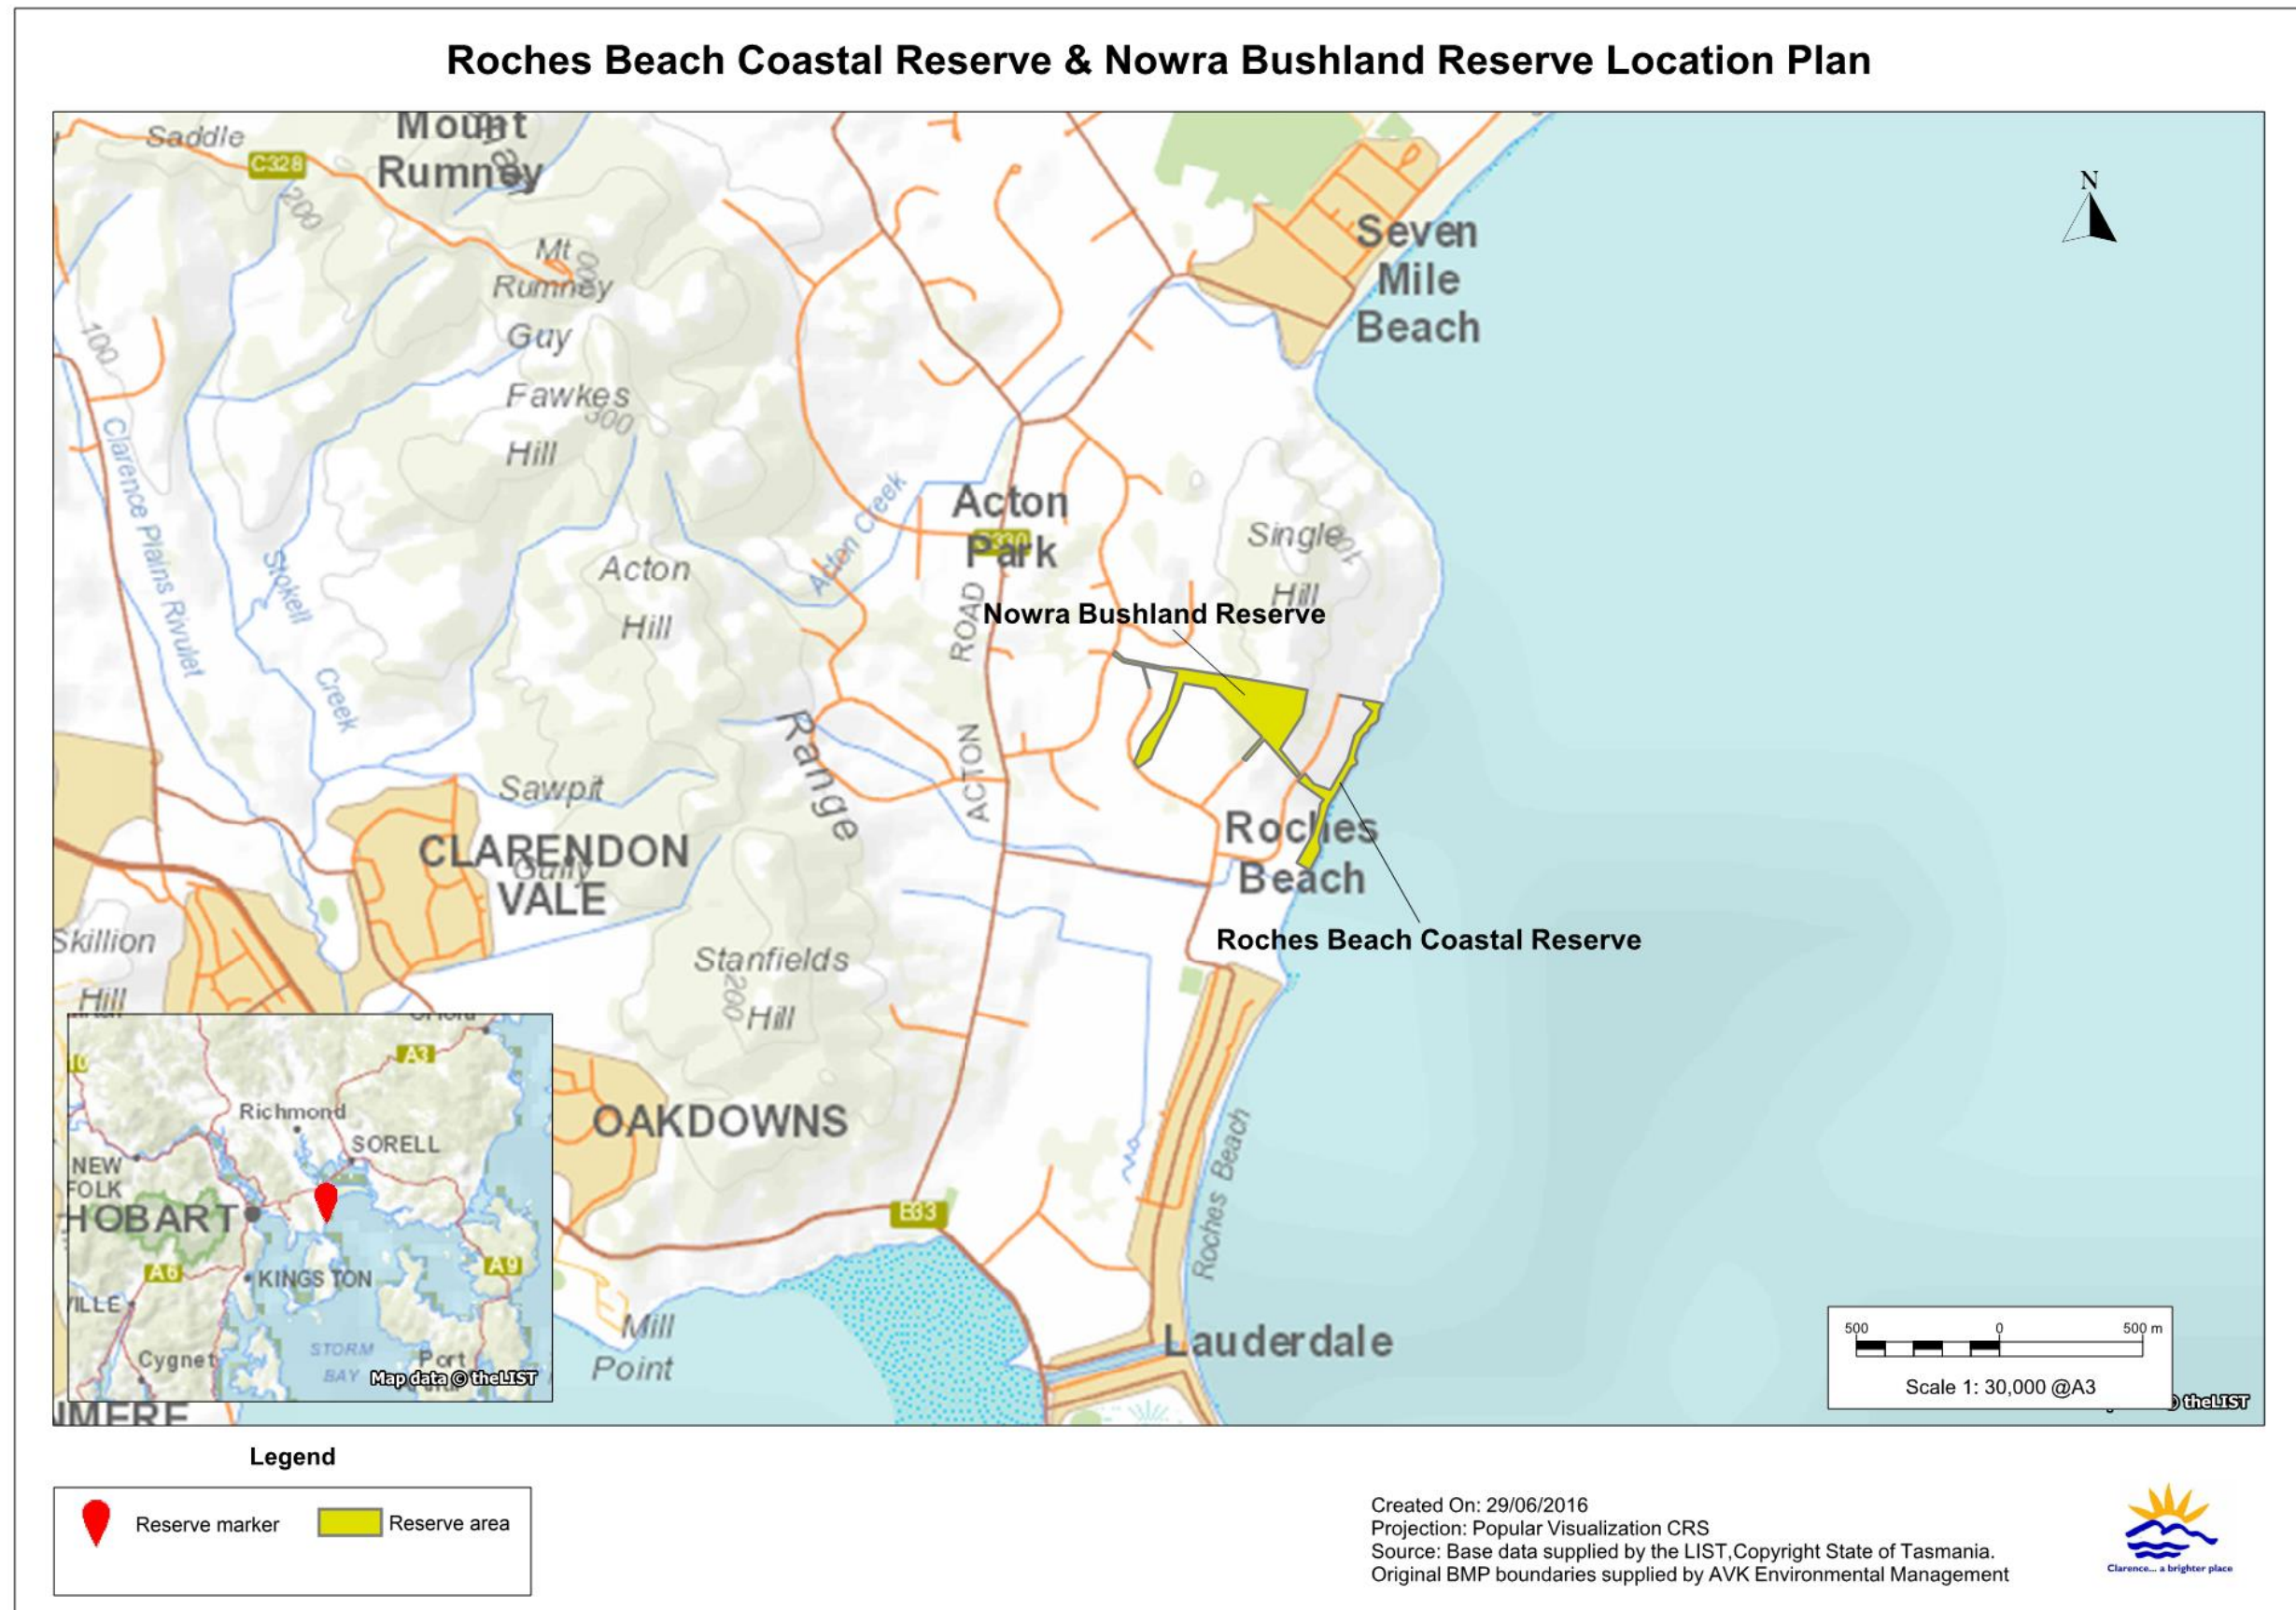 Roches Beach Coastal Reserve & Nowra Bushland Reserve Location Plan
Saddle
Mount
Rumney
C328
200
Mt
Rumney
Guy
Fawkes
300
Hill
100
Seven
Mile
Beach
N
Clarence Plains Rivulet
Stokell
Creek
Acton Creek
Acton
Park
Single
Hill
Acton
Hill
ROAD
Nowra Bushland Reserve
Range
ACTON
Sawpit
Gully
CLARENDON
VALE
Roches
Beach
Roches Beach Coastal Reserve
Skillion
Hill
Stanfields
200
Hill
OAKDOWNS
Roches Beach
Mill
Point
Lauderdale
A3
Richmond
SORELL
NEW
FOLK
HOBART
A6
KINGSTON
A9
VILLE
STORM
BAY
Cygnet
Port
Map data © theLIST
500 0 500 m
Scale 1: 30,000 @A3
© theLIST
Legend
Reserve marker
Reserve area
Created On: 29/06/2016
Projection: Popular Visualization CRS
Source: Base data supplied by the LIST,Copyright State of Tasmania.
Original BMP boundaries supplied by AVK Environmental Management
Clarence... a brighter place